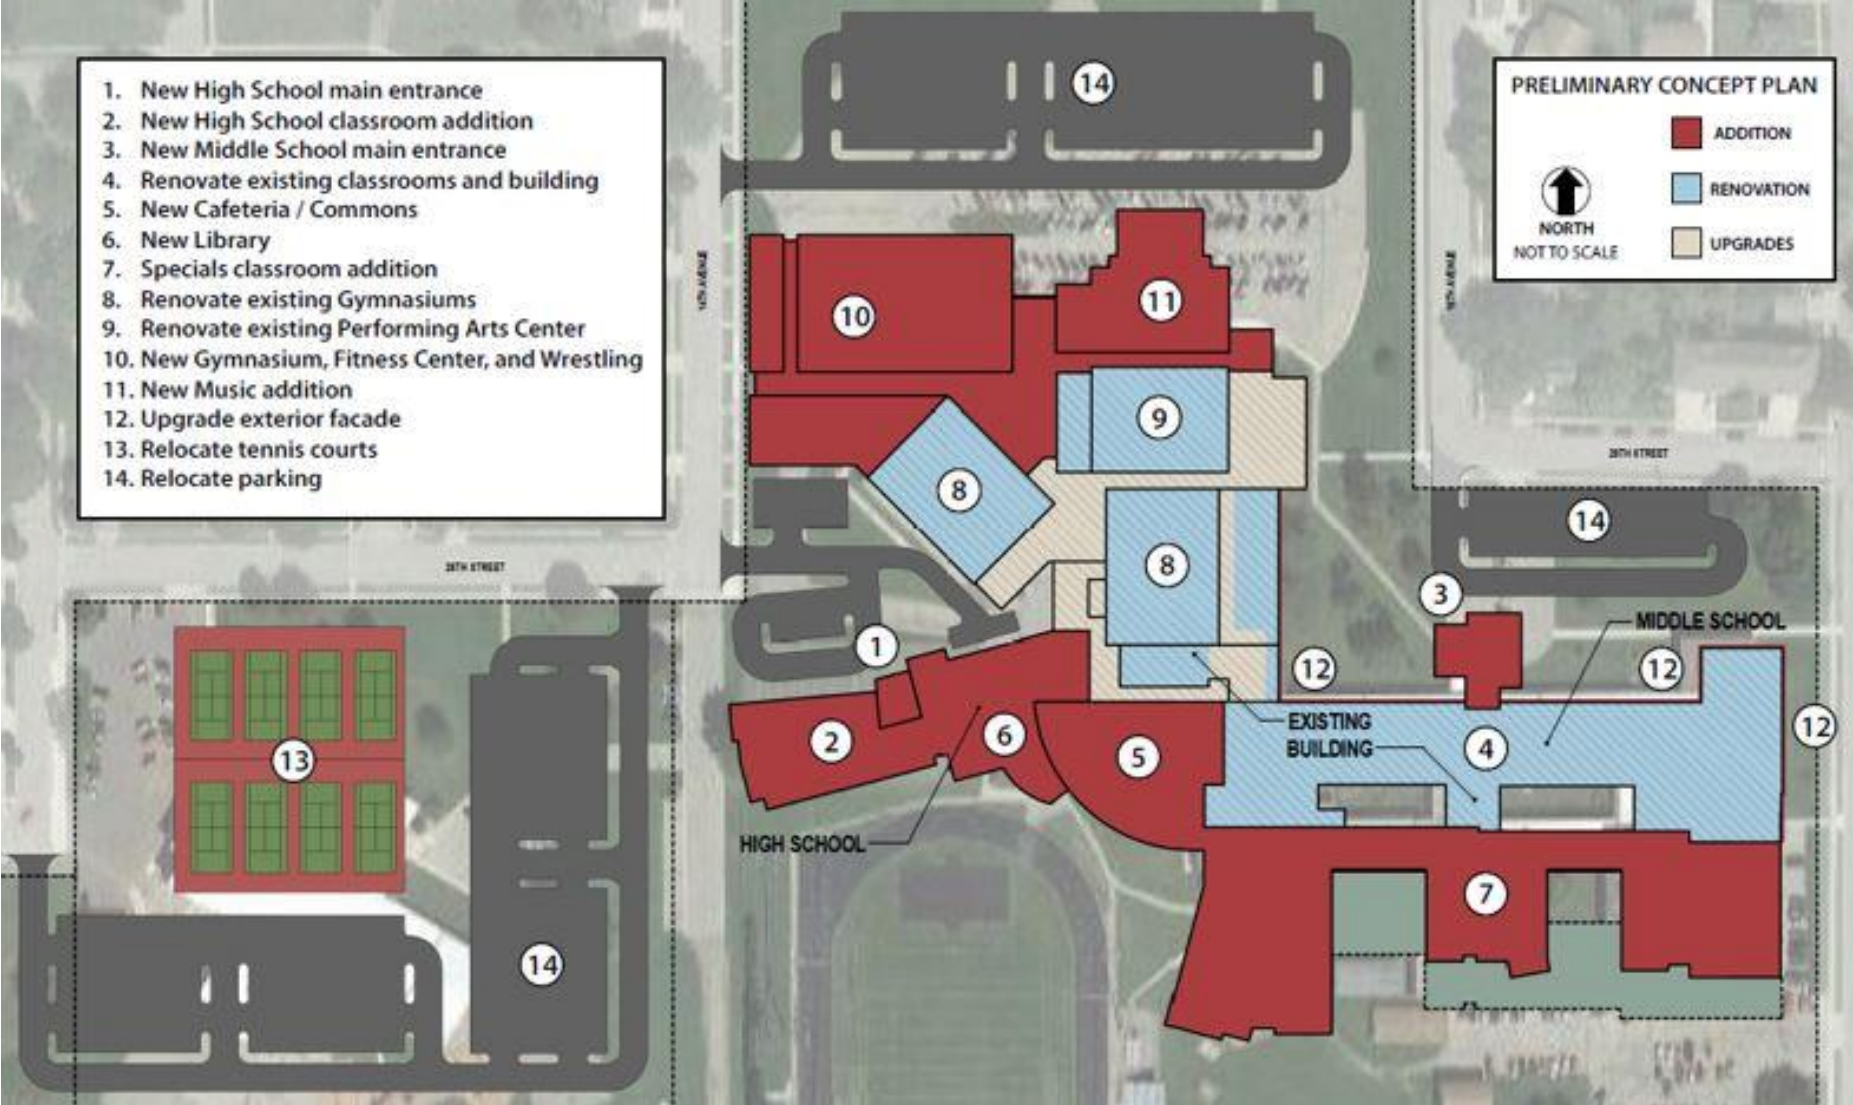 1. New High School main entrance
2. New High School classroom addition
3. New Middle School main entrance
4. Renovate existing classrooms and building
5. New Cafeteria / Commons
6. New Library
7. Specials classroom addition
8. Renovate existing Gymnasiums
9. Renovate existing Performing Arts Center
10. New Gymnasium, Fitness Center, and Wrestling
11. New Music addition
12. Upgrade exterior facade
13. Relocate tennis courts
14. Relocate parking
PRELIMINARY CONCEPT PLAN
ADDITION
RENOVATION
UPGRADES
NORTH
NOT TO SCALE
14
10
11
9
8
8
14
3
1
12
12
12
MIDDLE SCHOOL
EXISTING
BUILDING
2
6
5
4
13
HIGH SCHOOL
7
14
STREET
STREET